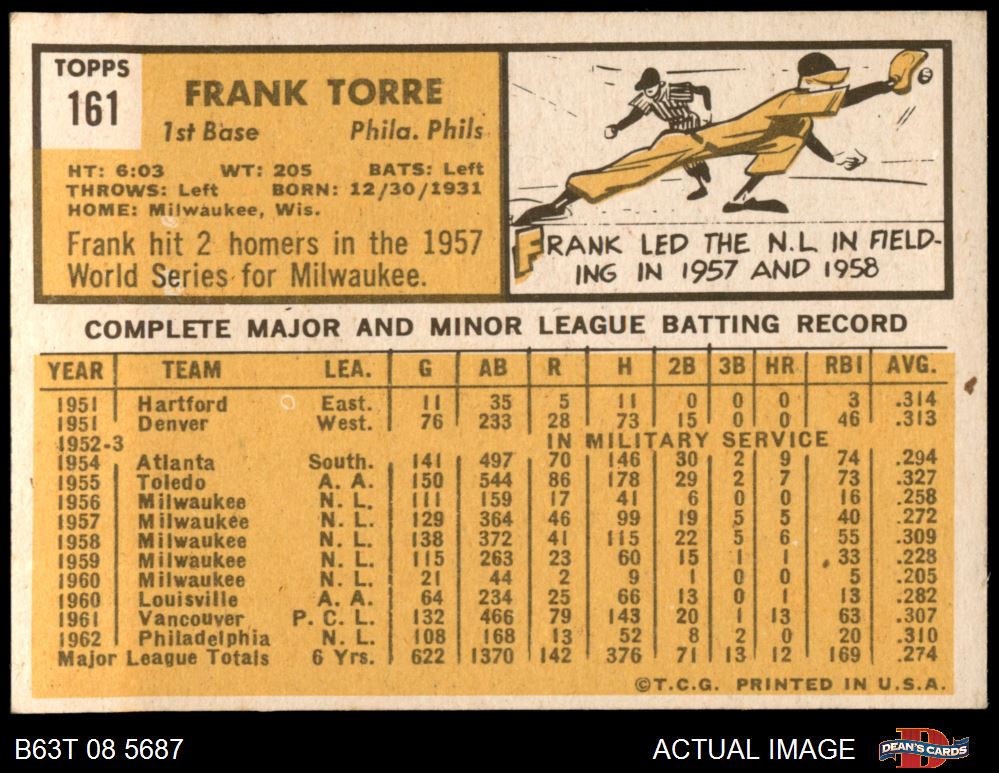 TOPPS
161
FRANK TORRE
1st Base Phila. Phils
HT: 6:03 WT: 205 BATS: Left
THROWS: Left BORN: 12/30/1931
HOME: Milwaukee, Wis.
Frank hit 2 homers in the 1957
World Series for Milwaukee.
FRANK LED THE N.L IN FIELD-
ING IN 1957 AND 1958
COMPLETE MAJOR AND MINOR LEAGUE BATTING RECORD
YEAR TEAM LEA. G AB R H 2B 3B HR RBI AVG.
1951 Hartford East. 11 35 5 11 0 0 0 3 .314
1951 Denver West. 76 233 28 73 15 0 0 46 .313
1952-3 IN MILITARY SERVICE
1954 Atlanta South. 141 497 70 146 30 2 9 74 .294
1955 Toledo A. A. 150 544 86 178 29 2 7 73 .327
1956 Milwaukee N. L. 111 159 17 41 6 0 0 16 .258
1957 Milwaukee N. L. 129 364 46 99 19 5 5 40 .272
1958 Milwaukee N. L. 138 372 41 115 22 5 6 55 .309
1959 Milwaukee N. L. 115 263 23 60 15 1 1 33 .228
1960 Milwaukee N. L. 21 44 2 9 1 0 0 5 .205
1960 Louisville A. A. 64 234 25 66 13 0 1 13 .282
1961 Vancouver P. C. L. 132 466 79 143 20 1 13 63 .307
1962 Philadelphia N. L. 108 168 13 52 8 2 0 20 .310
Major League Totals 6 Yrs. 622 1370 142 376 71 13 12 169 .274
©T.C.G. PRINTED IN U.S.A.
B63T 08 5687 ACTUAL IMAGE DEAN'S CARDS